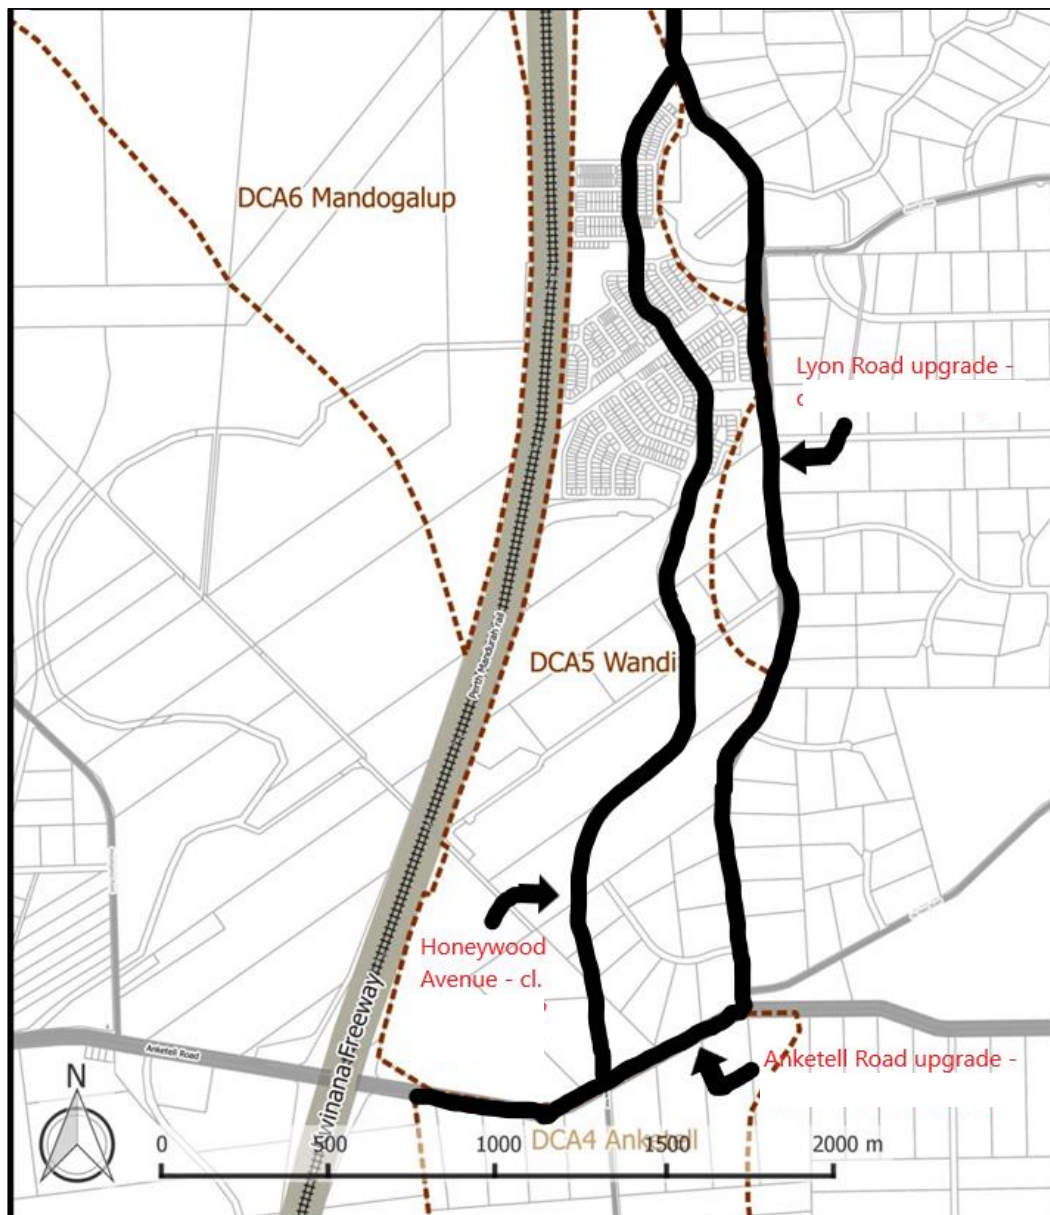 DCA6 Mandogalup
Lyon Road upgrade -
Perth Mandurah rail
DCA5 Wandi
Honeywood
Avenue - cl.
winana Freeway
Anketell Road
Anketell Road upgrade -
N
DCA4 Anketell
0 500 1000 1500 2000 m